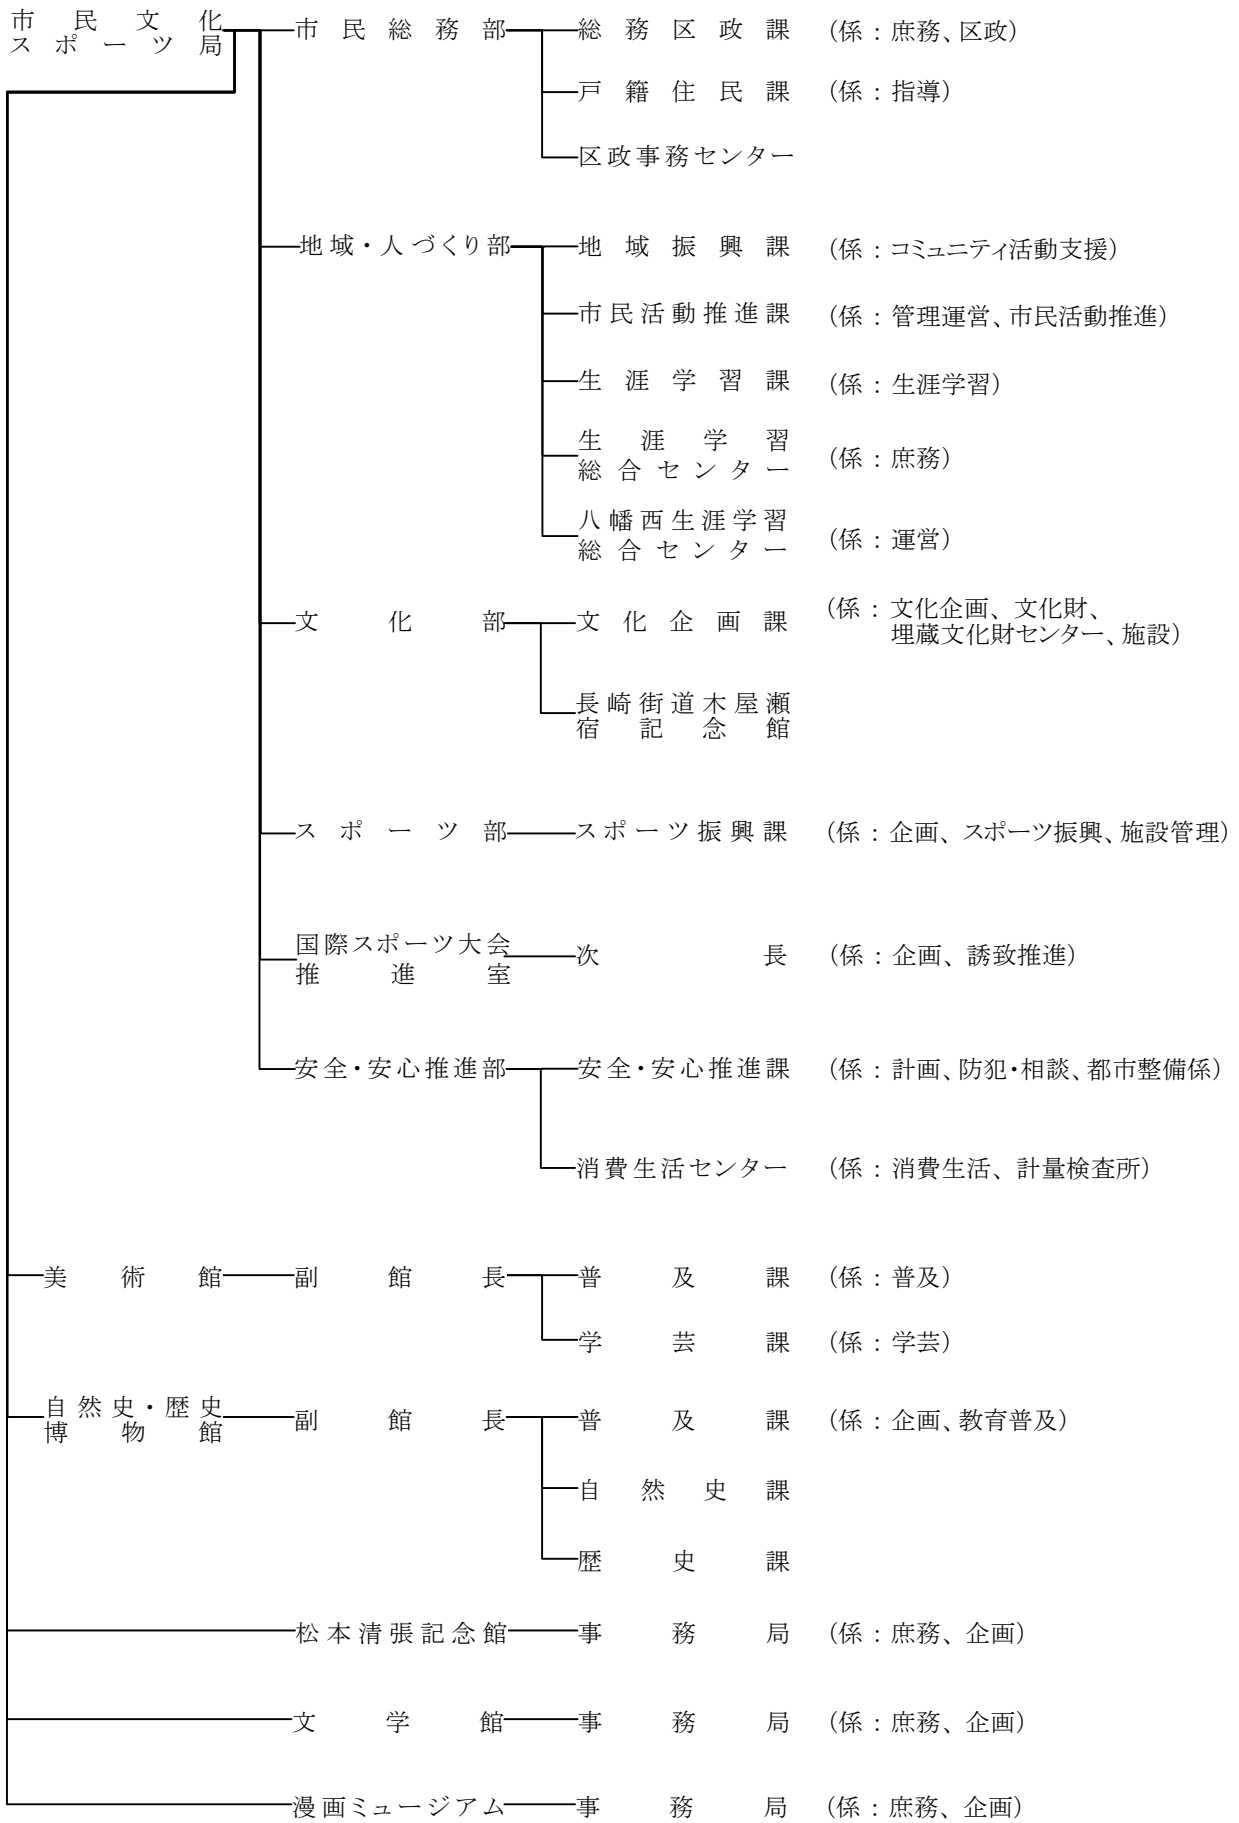 市民文化
スポーツ局
市民総務部 総務区政課 (係：庶務、区政)
戸籍住民課 (係：指導)
区政事務センター
地域・人づくり部 地域振興課 (係：コミュニティ活動支援)
市民活動推進課 (係：管理運営、市民活動推進)
生涯学習課 (係：生涯学習)
生涯学習
総合センター (係：庶務)
八幡西生涯学習
総合センター (係：運営)
文化部 文化企画課 (係：文化企画、文化財、
埋蔵文化財センター、施設)
長崎街道木屋瀬
宿記念館
スポーツ部 スポーツ振興課 (係：企画、スポーツ振興、施設管理)
国際スポーツ大会
推進室 次長 (係：企画、誘致推進)
安全・安心推進部 安全・安心推進課 (係：計画、防犯・相談、都市整備係)
消費生活センター (係：消費生活、計量検査所)
美術館 副館長 普及課 (係：普及)
学芸課 (係：学芸)
自然史・歴史
博物館 副館長 普及課 (係：企画、教育普及)
自然史課
歴史課
松本清張記念館 事務局 (係：庶務、企画)
文学館 事務局 (係：庶務、企画)
漫画ミュージアム 事務局 (係：庶務、企画)